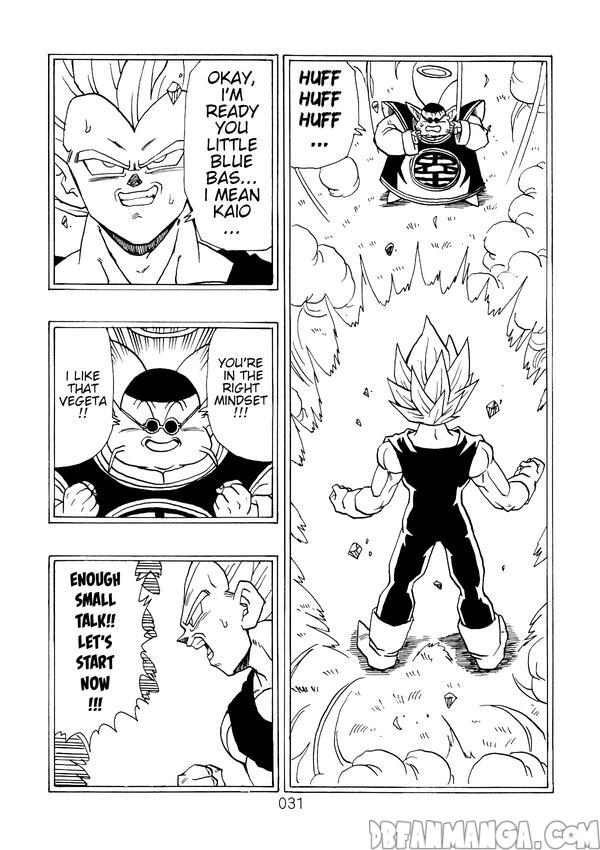 HUFF
HUFF
HUFF
...
OKAY,
I'M
READY
YOU
LITTLE
BLUE
BAS...
I MEAN
KAIO
...
YOU'RE
IN THE
RIGHT
MINDSET
!!!
I LIKE
THAT
VEGETA
!!
ENOUGH
SMALL
TALK!!
LET'S
START
NOW
!!!
031
DBFANMANGA.COM